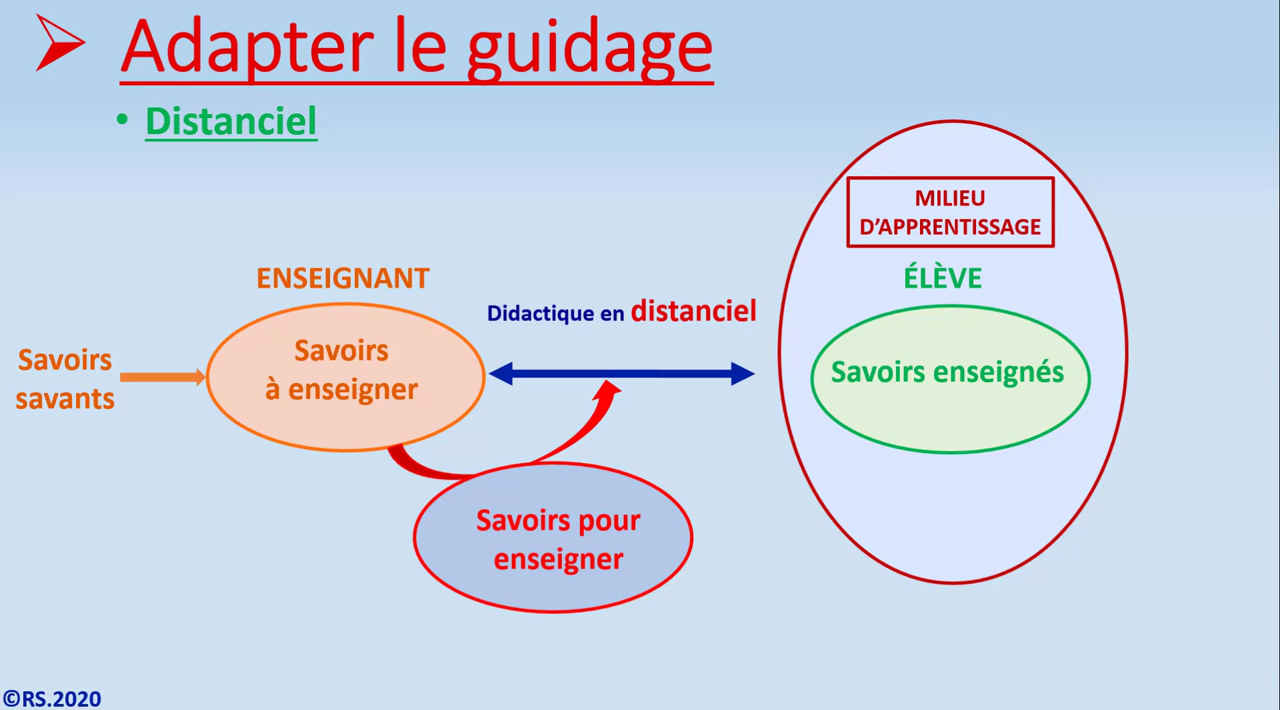 Adapter le guidage
• Distanciel
MILIEU
D’APPRENTISSAGE
ENSEIGNANT
ÉLÈVE
Didactique en distanciel
Savoirs
savants
Savoirs
à enseigner
Savoirs enseignés
Savoirs pour
enseigner
©RS.2020